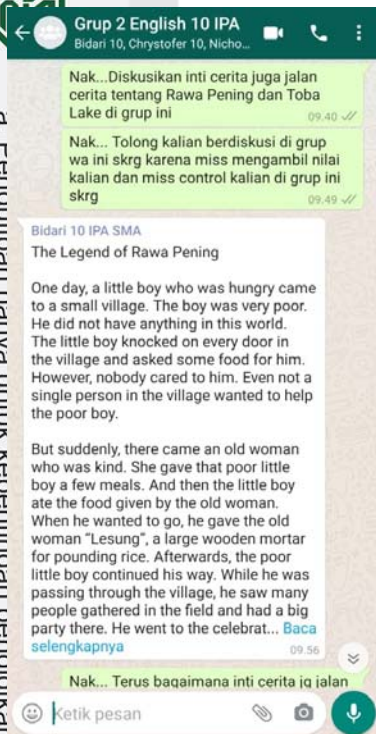 Grup 2 English 10 IPA
Bidari 10, Chrystofer 10, Nicho...
Nak...Diskusikan inti cerita juga jalan
cerita tentang Rawa Pening dan Toba
Lake di grup ini
09.40
Nak... Tolong kalian berdiskusi di grup
wa ini skrg karena miss mengambil nilai
kalian dan miss control kalian di grup ini
skrg
09.49
Bidari 10 IPA SMA
The Legend of Rawa Pening
One day, a little boy who was hungry came
to a small village. The boy was very poor.
He did not have anything in this world.
The little boy knocked on every door in
the village and asked some food for him.
However, nobody cared to him. Even not a
single person in the village wanted to help
the poor boy.
But suddenly, there came an old woman
who was kind. She gave that poor little
boy a few meals. And then the little boy
ate the food given by the old woman.
When he wanted to go, he gave the old
woman "Lesung", a large wooden mortar
for pounding rice. Afterwards, the poor
little boy continued his way. While he was
passing through the village, he saw many
people gathered in the field and had a big
party there. He went to the celebrat... Baca
selengkapnya
09.56
Nak... Terus bagaimana inti cerita jg jalan
Ketik pesan